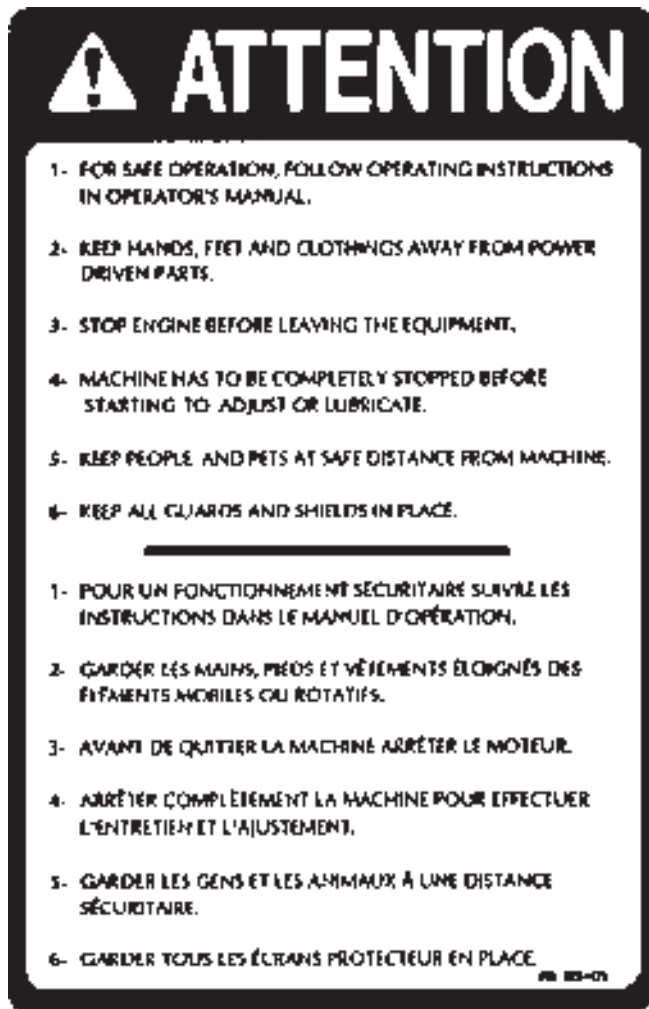 ATTENTION
1- FOR SAFE OPERATION, FOLLOW OPERATING INSTRUCTIONS
IN OPERATOR'S MANUAL.
2- KEEP HANDS, FEET AND CLOTHINGS AWAY FROM POWER
DRIVEN PARTS.
3- STOP ENGINE BEFORE LEAVING THE EQUIPMENT.
4- MACHINE HAS TO BE COMPLETELY STOPPED BEFORE
STARTING TO ADJUST OR LUBRICATE.
5- KEEP PEOPLE AND PETS AT SAFE DISTANCE FROM MACHINE.
6- KEEP ALL GUARDS AND SHIELDS IN PLACE.
1- POUR UN FONCTIONNEMENT SÉCURITAIRE SUIVRE LES
INSTRUCTIONS DANS LE MANUEL D'OPÉRATION.
2- GARDER LES MAINS, PIEDS ET VÊTEMENTS ÉLOIGNÉS DES
ÉLÉMENTS MOBILES OU ROTATIFS.
3- AVANT DE QUITTER LA MACHINE ARRÊTER LE MOTEUR.
4- ARRÊTER COMPLÈTEMENT LA MACHINE POUR EFFECTUER
L'ENTRETIEN ET L'AJUSTEMENT.
5- GARDER LES GENS ET LES ANIMAUX À UNE DISTANCE
SÉCURITAIRE.
6- GARDER TOUS LES ÉCRANS PROTECTEUR EN PLACE